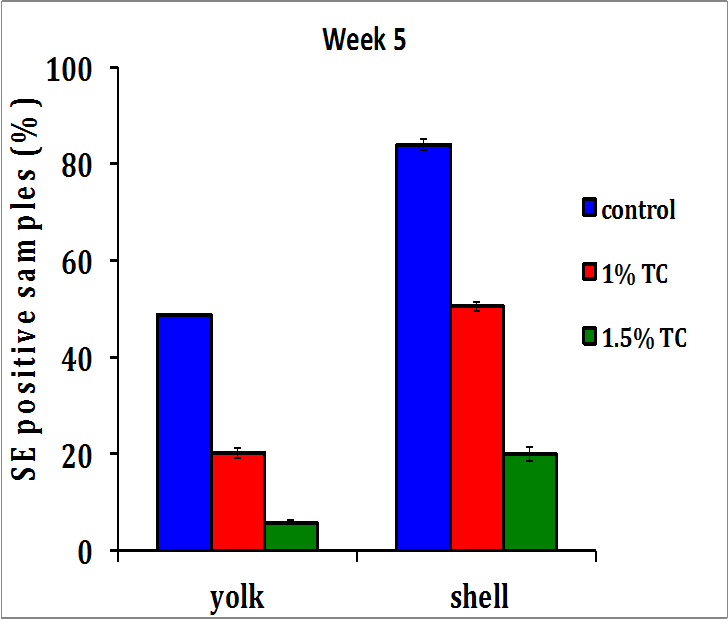 Week 5
SE positive samples (%)
100
80
60
40
20
0
yolk
shell
control
1% TC
1.5% TC